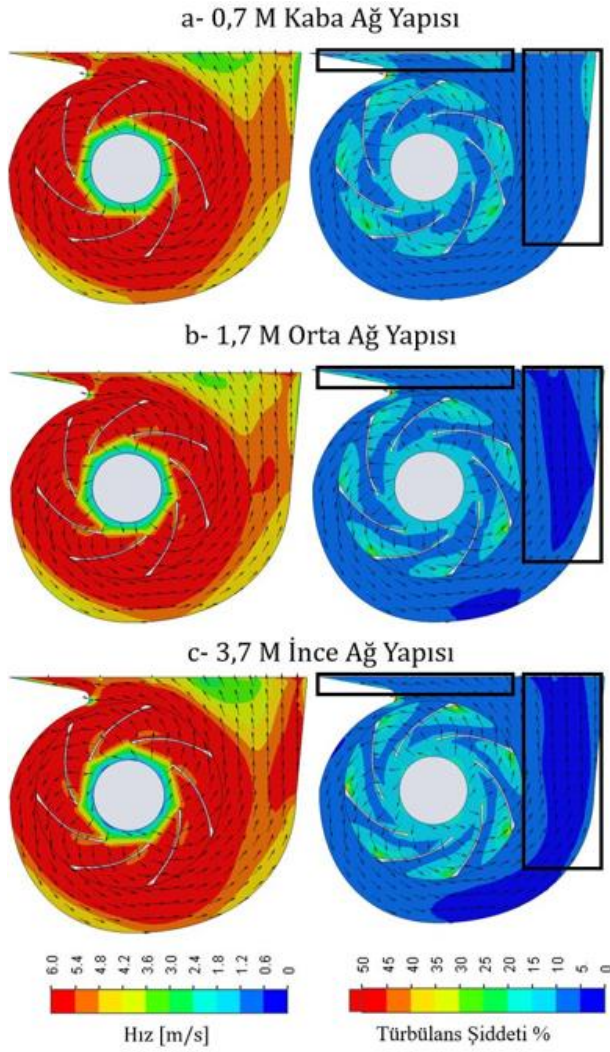 a- 0,7 M Kaba Ağ Yapısı
b- 1,7 M Orta Ağ Yapısı
c- 3,7 M İnce Ağ Yapısı
6.0 5.4 4.8 4.2 3.6 3.0 2.4 1.8 1.2 0.6 0
Hız [m/s]
50 45 40 35 30 25 20 15 10 5 0
Türbülans Şiddeti %